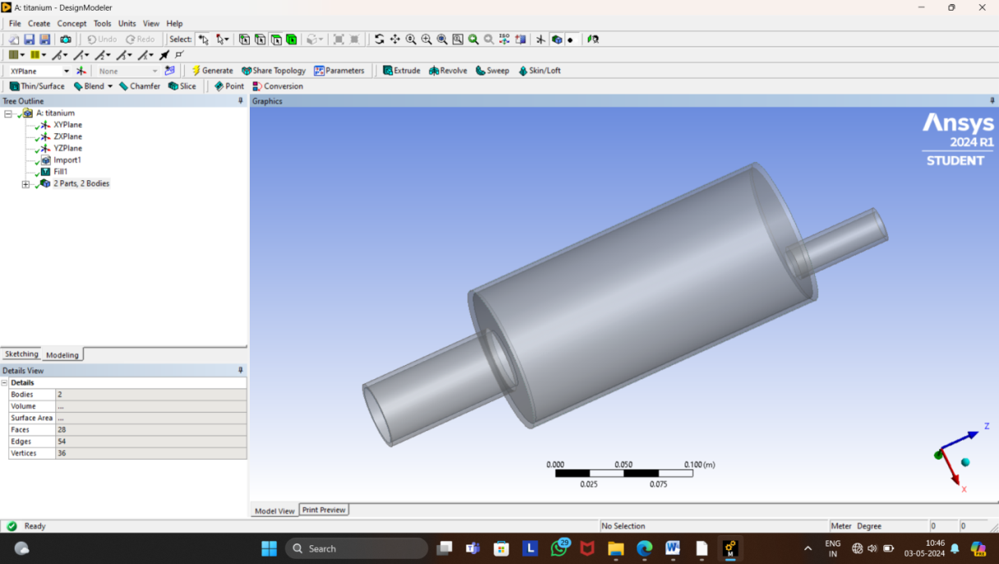 A: titanium - DesignModeler
File Create Concept Tools Units View Help
Undo Redo Select:
XYPlane None Generate Share Topology Parameters Extrude Revolve Sweep Skin/Loft
Thin/Surface Blend Chamfer Slice Point Conversion
Tree Outline
A: titanium
XYPlane
ZXPlane
YZPlane
Import1
Fill1
2 Parts, 2 Bodies
Sketching Modeling
Details View
Details
Bodies 2
Volume ...
Surface Area ...
Faces 28
Edges 54
Vertices 36
Graphics
Ansys
2024 R1
STUDENT
0.000 0.050 0.100 (m)
0.025 0.075
Z
X
Model View Print Preview
Ready No Selection Meter Degree 0 0
Search
L
29
W
M
ENG
IN
10:46
03-05-2024